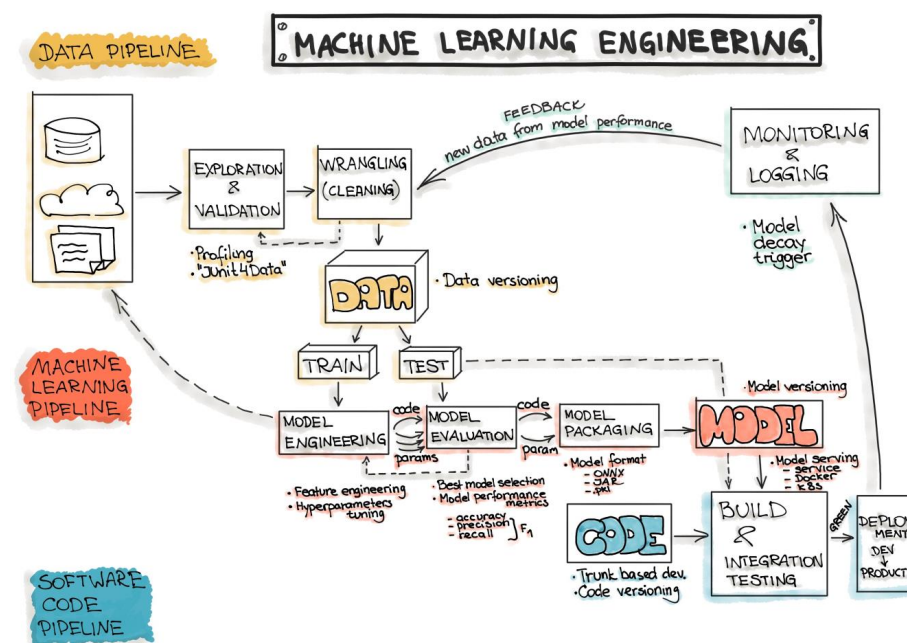 DATA PIPELINE
MACHINE LEARNING ENGINEERING
EXPLORATION
&
VALIDATION
WRANGLING
(CLEANING)
• Profiling
• "JUnit4Data"
FEEDBACK
new data from model performance
MONITORING
&
LOGGING
• Model
decay
trigger
DATA
• Data versioning
TRAIN
TEST
MACHINE
LEARNING
PIPELINE
MODEL
ENGINEERING
code
params
MODEL
EVALUATION
code
param
MODEL
PACKAGING
• Model versioning
MODEL
• Feature engineering
• Hyperparameters
tuning
• Best model selection
• Model performance
metrics
- accuracy
- precision
- recall
F1
• Model format
- ONNX
- JAR
- pkl
• Model serving
- service
- Docker
- K8S
CODE
• Trunk based dev.
• Code versioning
BUILD
&
INTEGRATION
TESTING
GREEN
DEPLOY
MENT
DEV
PRODUCT
SOFTWARE
CODE
PIPELINE